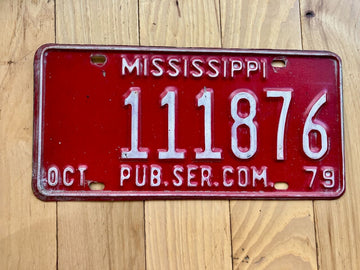 MISSISSIPPI
111876
OCT PUB.SER.COM. 79